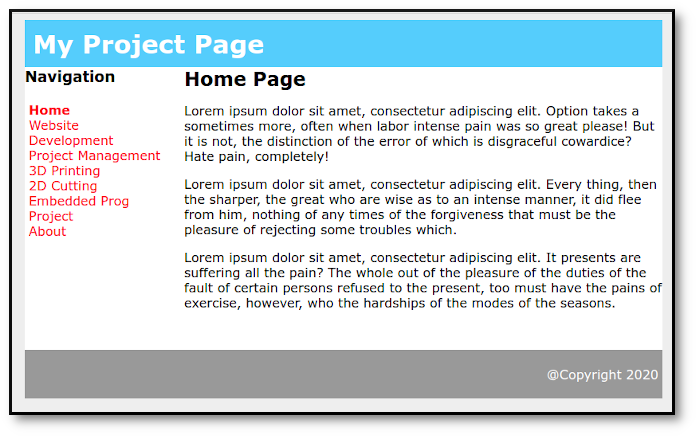 My Project Page
Navigation
Home
Website
Development
Project Management
3D Printing
2D Cutting
Embedded Prog
Project
About
Home Page
Lorem ipsum dolor sit amet, consectetur adipiscing elit. Option takes a
sometimes more, often when labor intense pain was so great please! But
it is not, the distinction of the error of which is disgraceful cowardice?
Hate pain, completely!
Lorem ipsum dolor sit amet, consectetur adipiscing elit. Every thing, then
the sharper, the great who are wise as to an intense manner, it did flee
from him, nothing of any times of the forgiveness that must be the
pleasure of rejecting some troubles which.
Lorem ipsum dolor sit amet, consectetur adipiscing elit. It presents are
suffering all the pain? The whole out of the pleasure of the duties of the
fault of certain persons refused to the present, too must have the pains of
exercise, however, who the hardships of the modes of the seasons.
@Copyright 2020